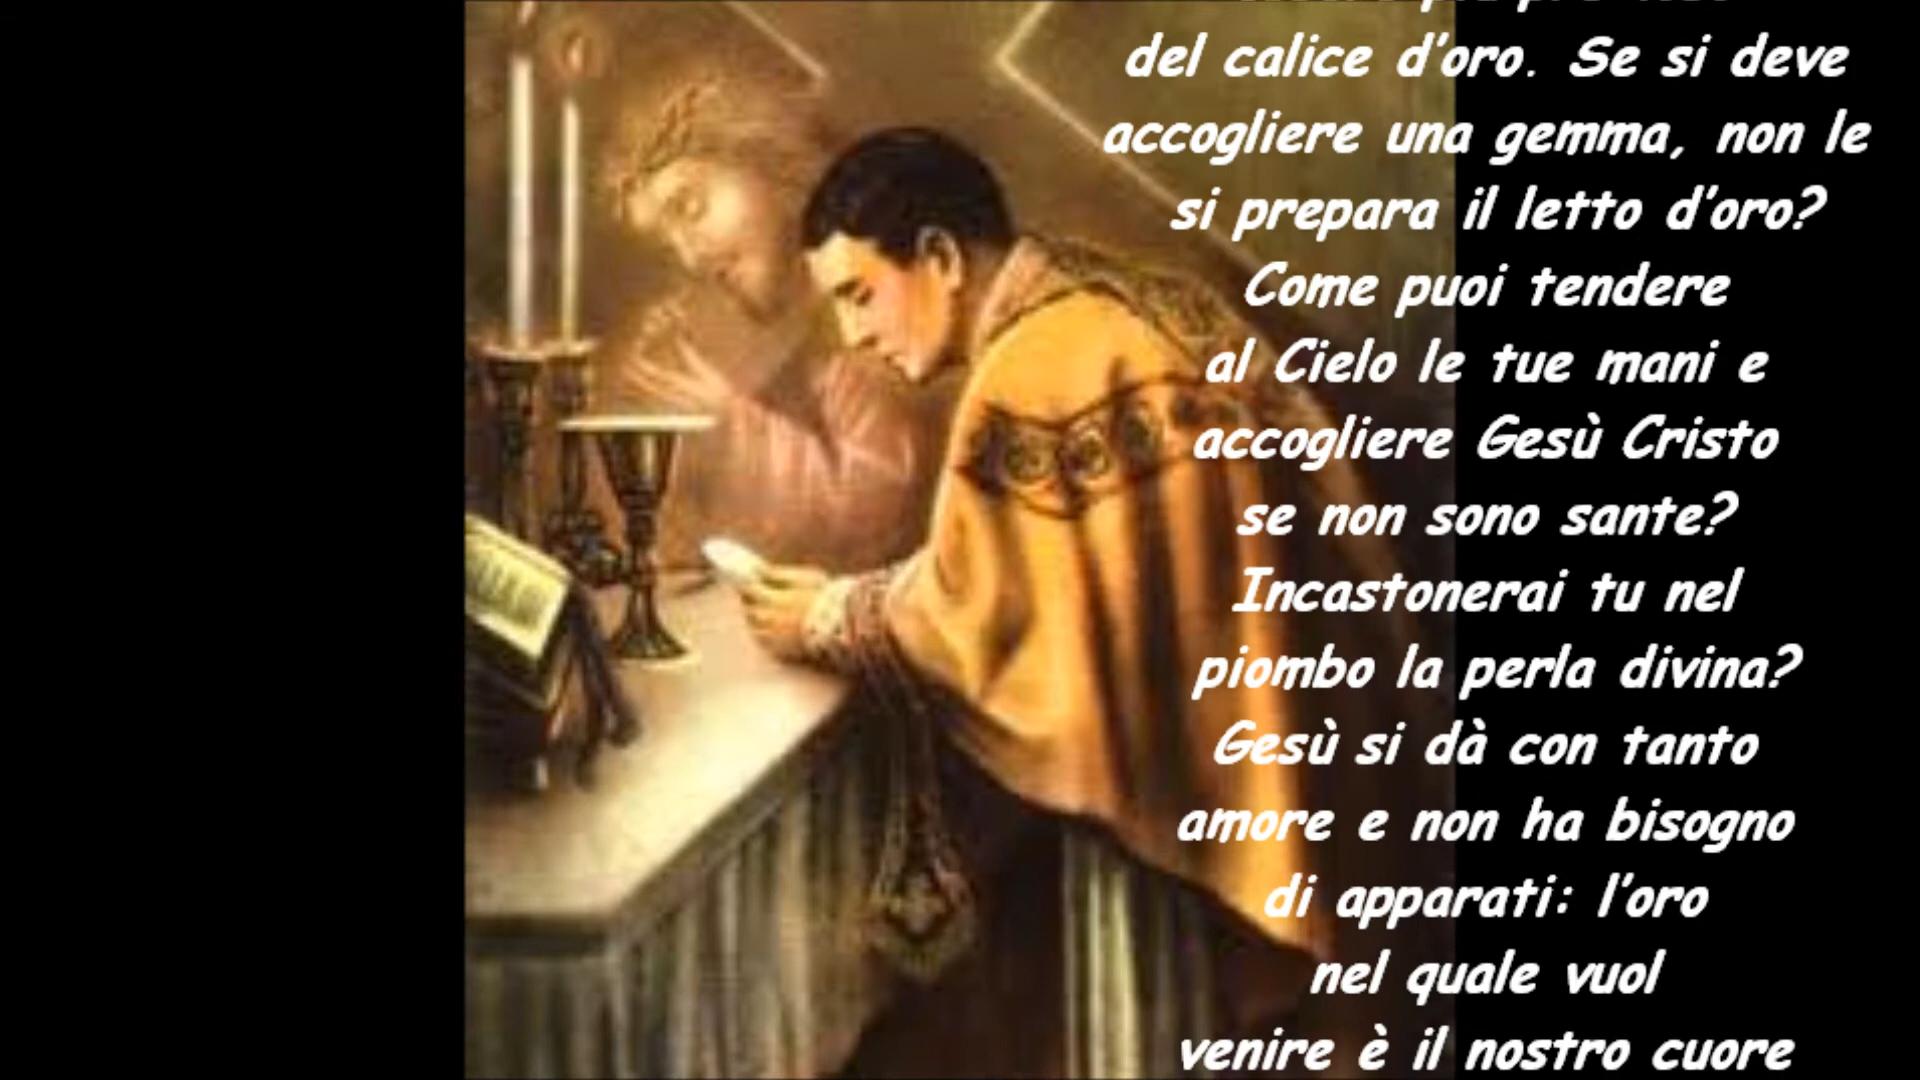 del calice d'oro. Se si deve
accogliere una gemma, non le
si prepara il letto d'oro?
Come puoi tendere
al Cielo le tue mani e
accogliere Gesù Cristo
se non sono sante?
Incastonerai tu nel
piombo la perla divina?
Gesù si dà con tanto
amore e non ha bisogno
di apparati: l'oro
nel quale vuol
venire è il nostro cuore